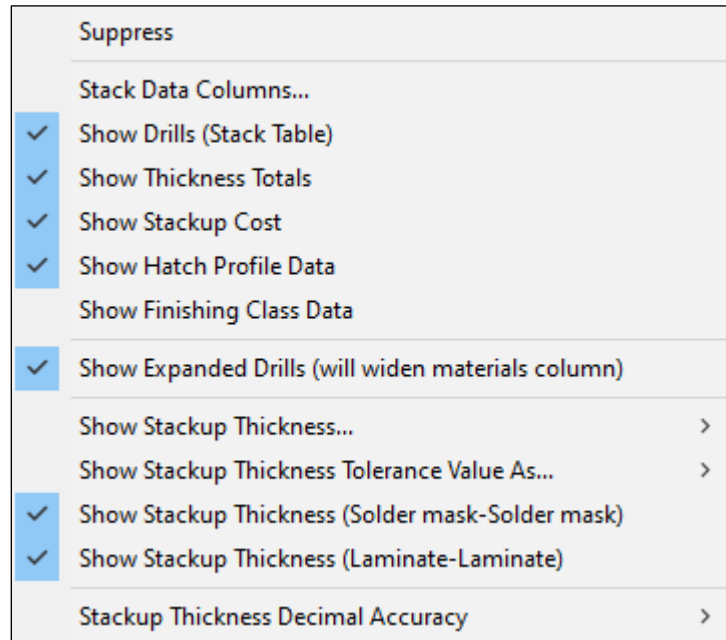 Suppress
Stack Data Columns...
Show Drills (Stack Table)
Show Thickness Totals
Show Stackup Cost
Show Hatch Profile Data
Show Finishing Class Data
Show Expanded Drills (will widen materials column)
Show Stackup Thickness...
Show Stackup Thickness Tolerance Value As...
Show Stackup Thickness (Solder mask-Solder mask)
Show Stackup Thickness (Laminate-Laminate)
Stackup Thickness Decimal Accuracy